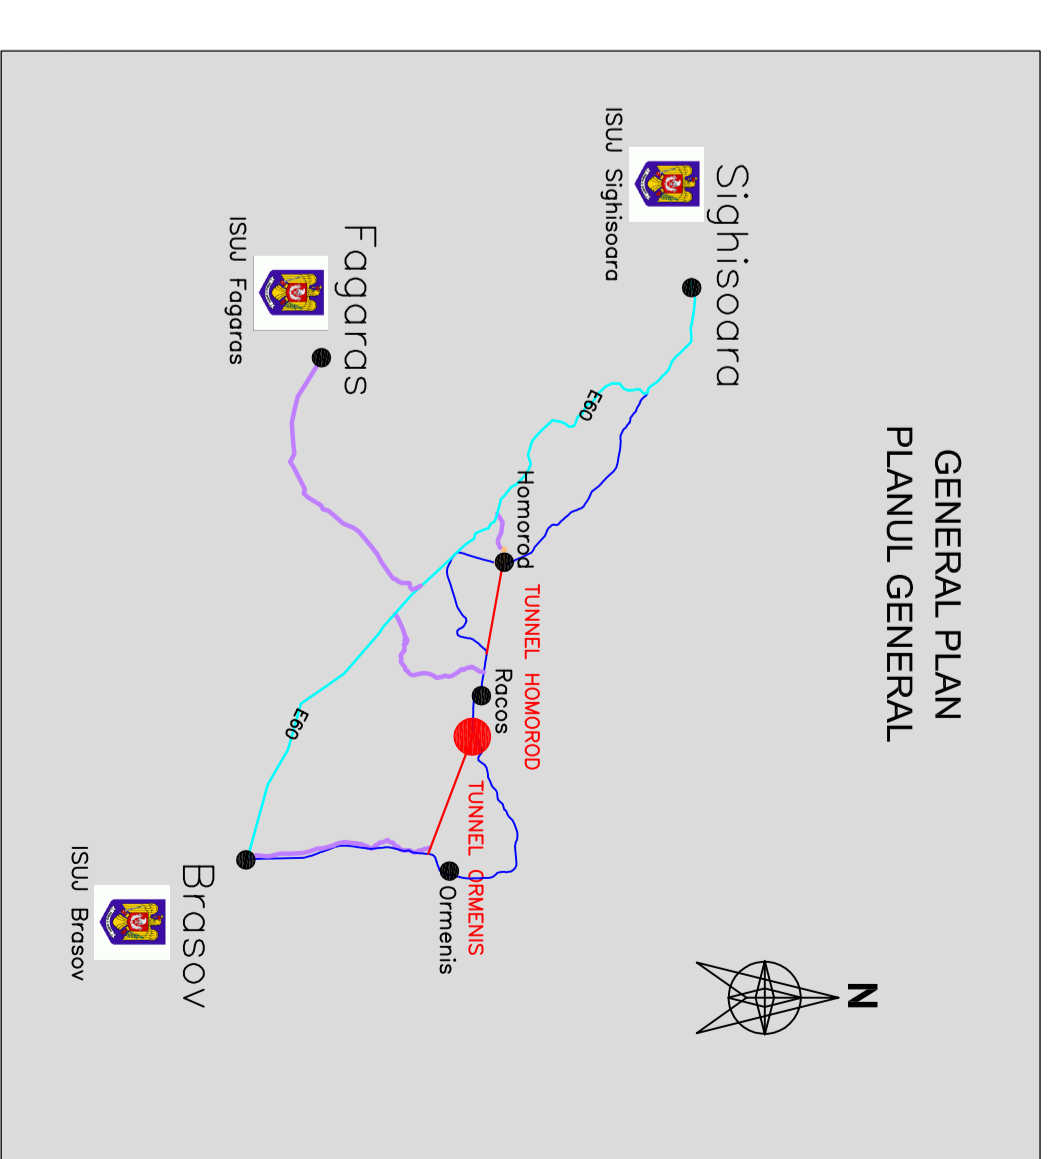 GENERAL PLAN
PLANUL GENERAL
Sighisoara
ISUJ Sighisoara
Fagaras
ISUJ Fagaras
E60
Homorod
TUNNEL HOMOROD
Racos
E60
TUNNEL ORMENIS
Ormenis
Brasov
ISUJ Brasov
N